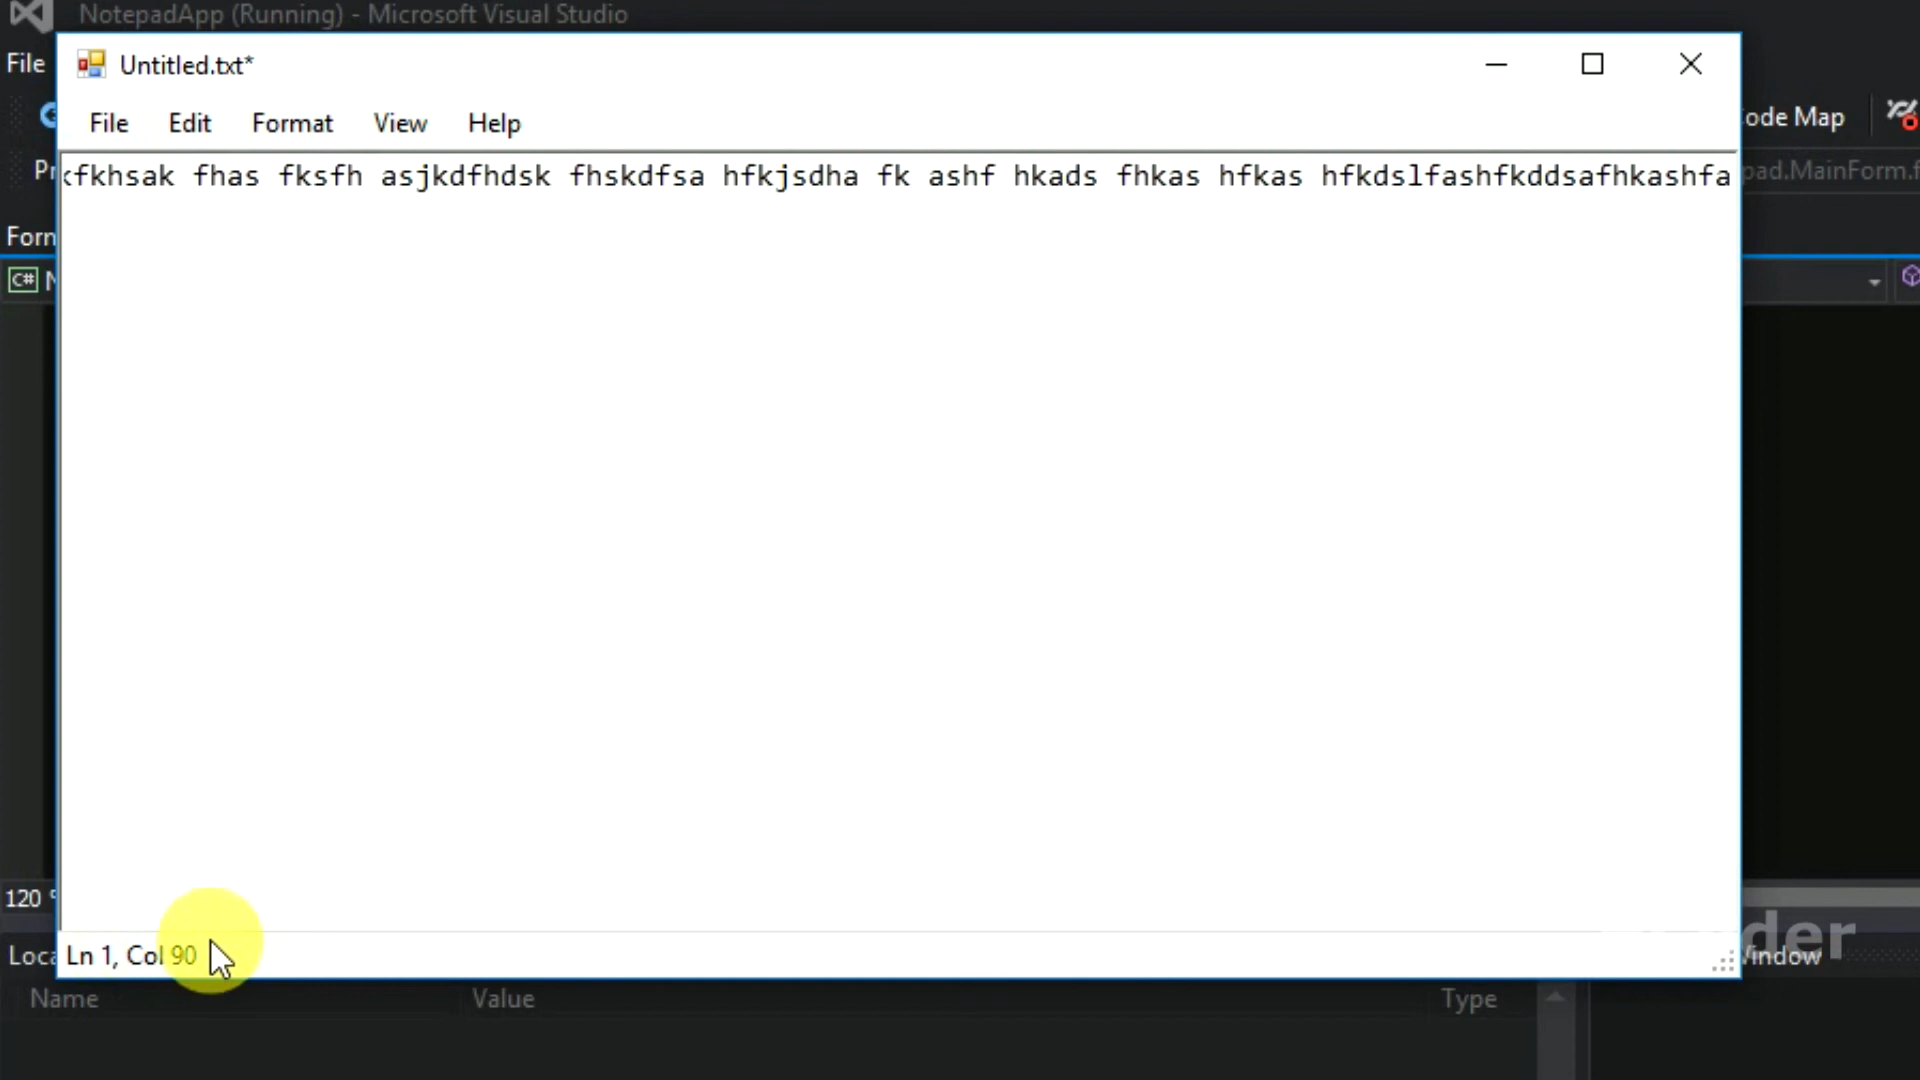 NotepadApp (Running) - Microsoft Visual Studio
File
Untitled.txt*
File Edit Format View Help
ode Map
fkhsak fhas fksfh asjkdfhdsk fhskdfsa hfkjsdha fk ashf hkads fhkas hfkas hfkdslfashfkddsafhkashfa
pad.MainForm.f
C#
120
Ln 1, Col 90
Name Value Type